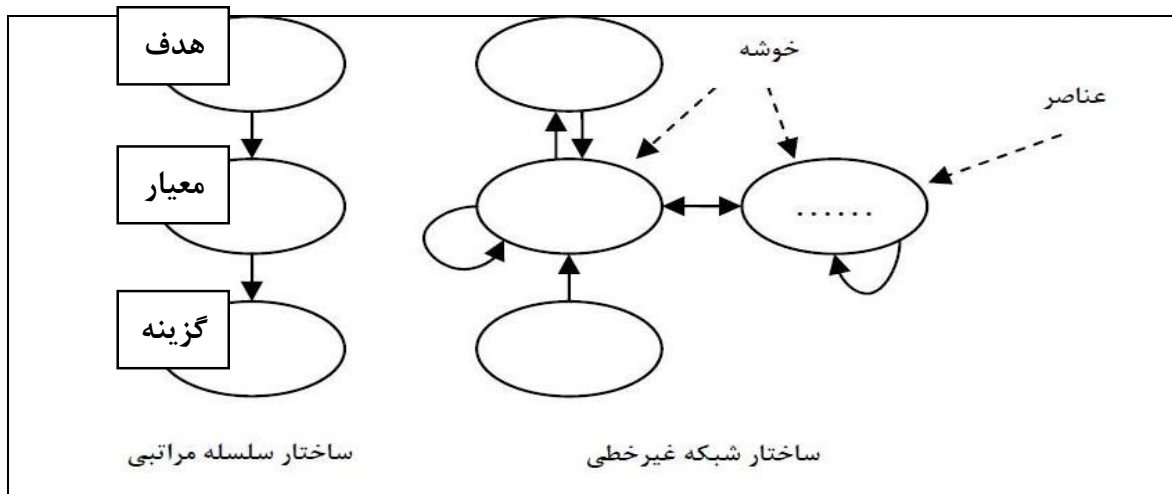 هدف
معیار
گزینه
خوشه
عناصر
......
ساختار سلسله مراتبی
ساختار شبکه غیرخطی